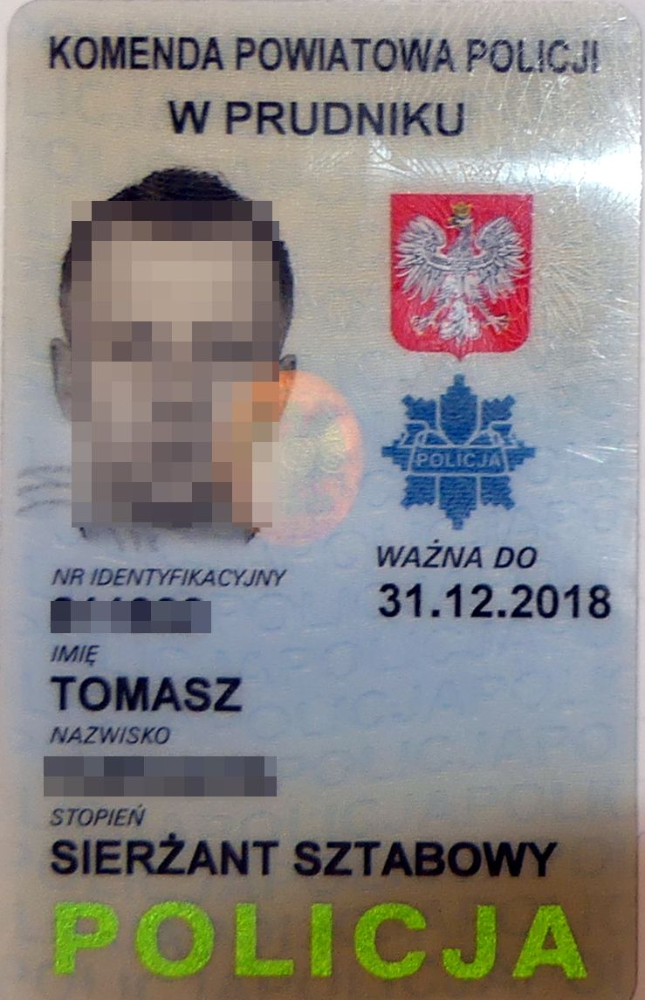 KOMENDA POWIATOWA POLICJI
W PRUDNIKU
POLICJA
WAŻNA DO
31.12.2018
NR IDENTYFIKACYJNY
IMIĘ
TOMASZ
NAZWISKO
STOPIEŃ
SIERŻANT SZTABOWY
POLICJA